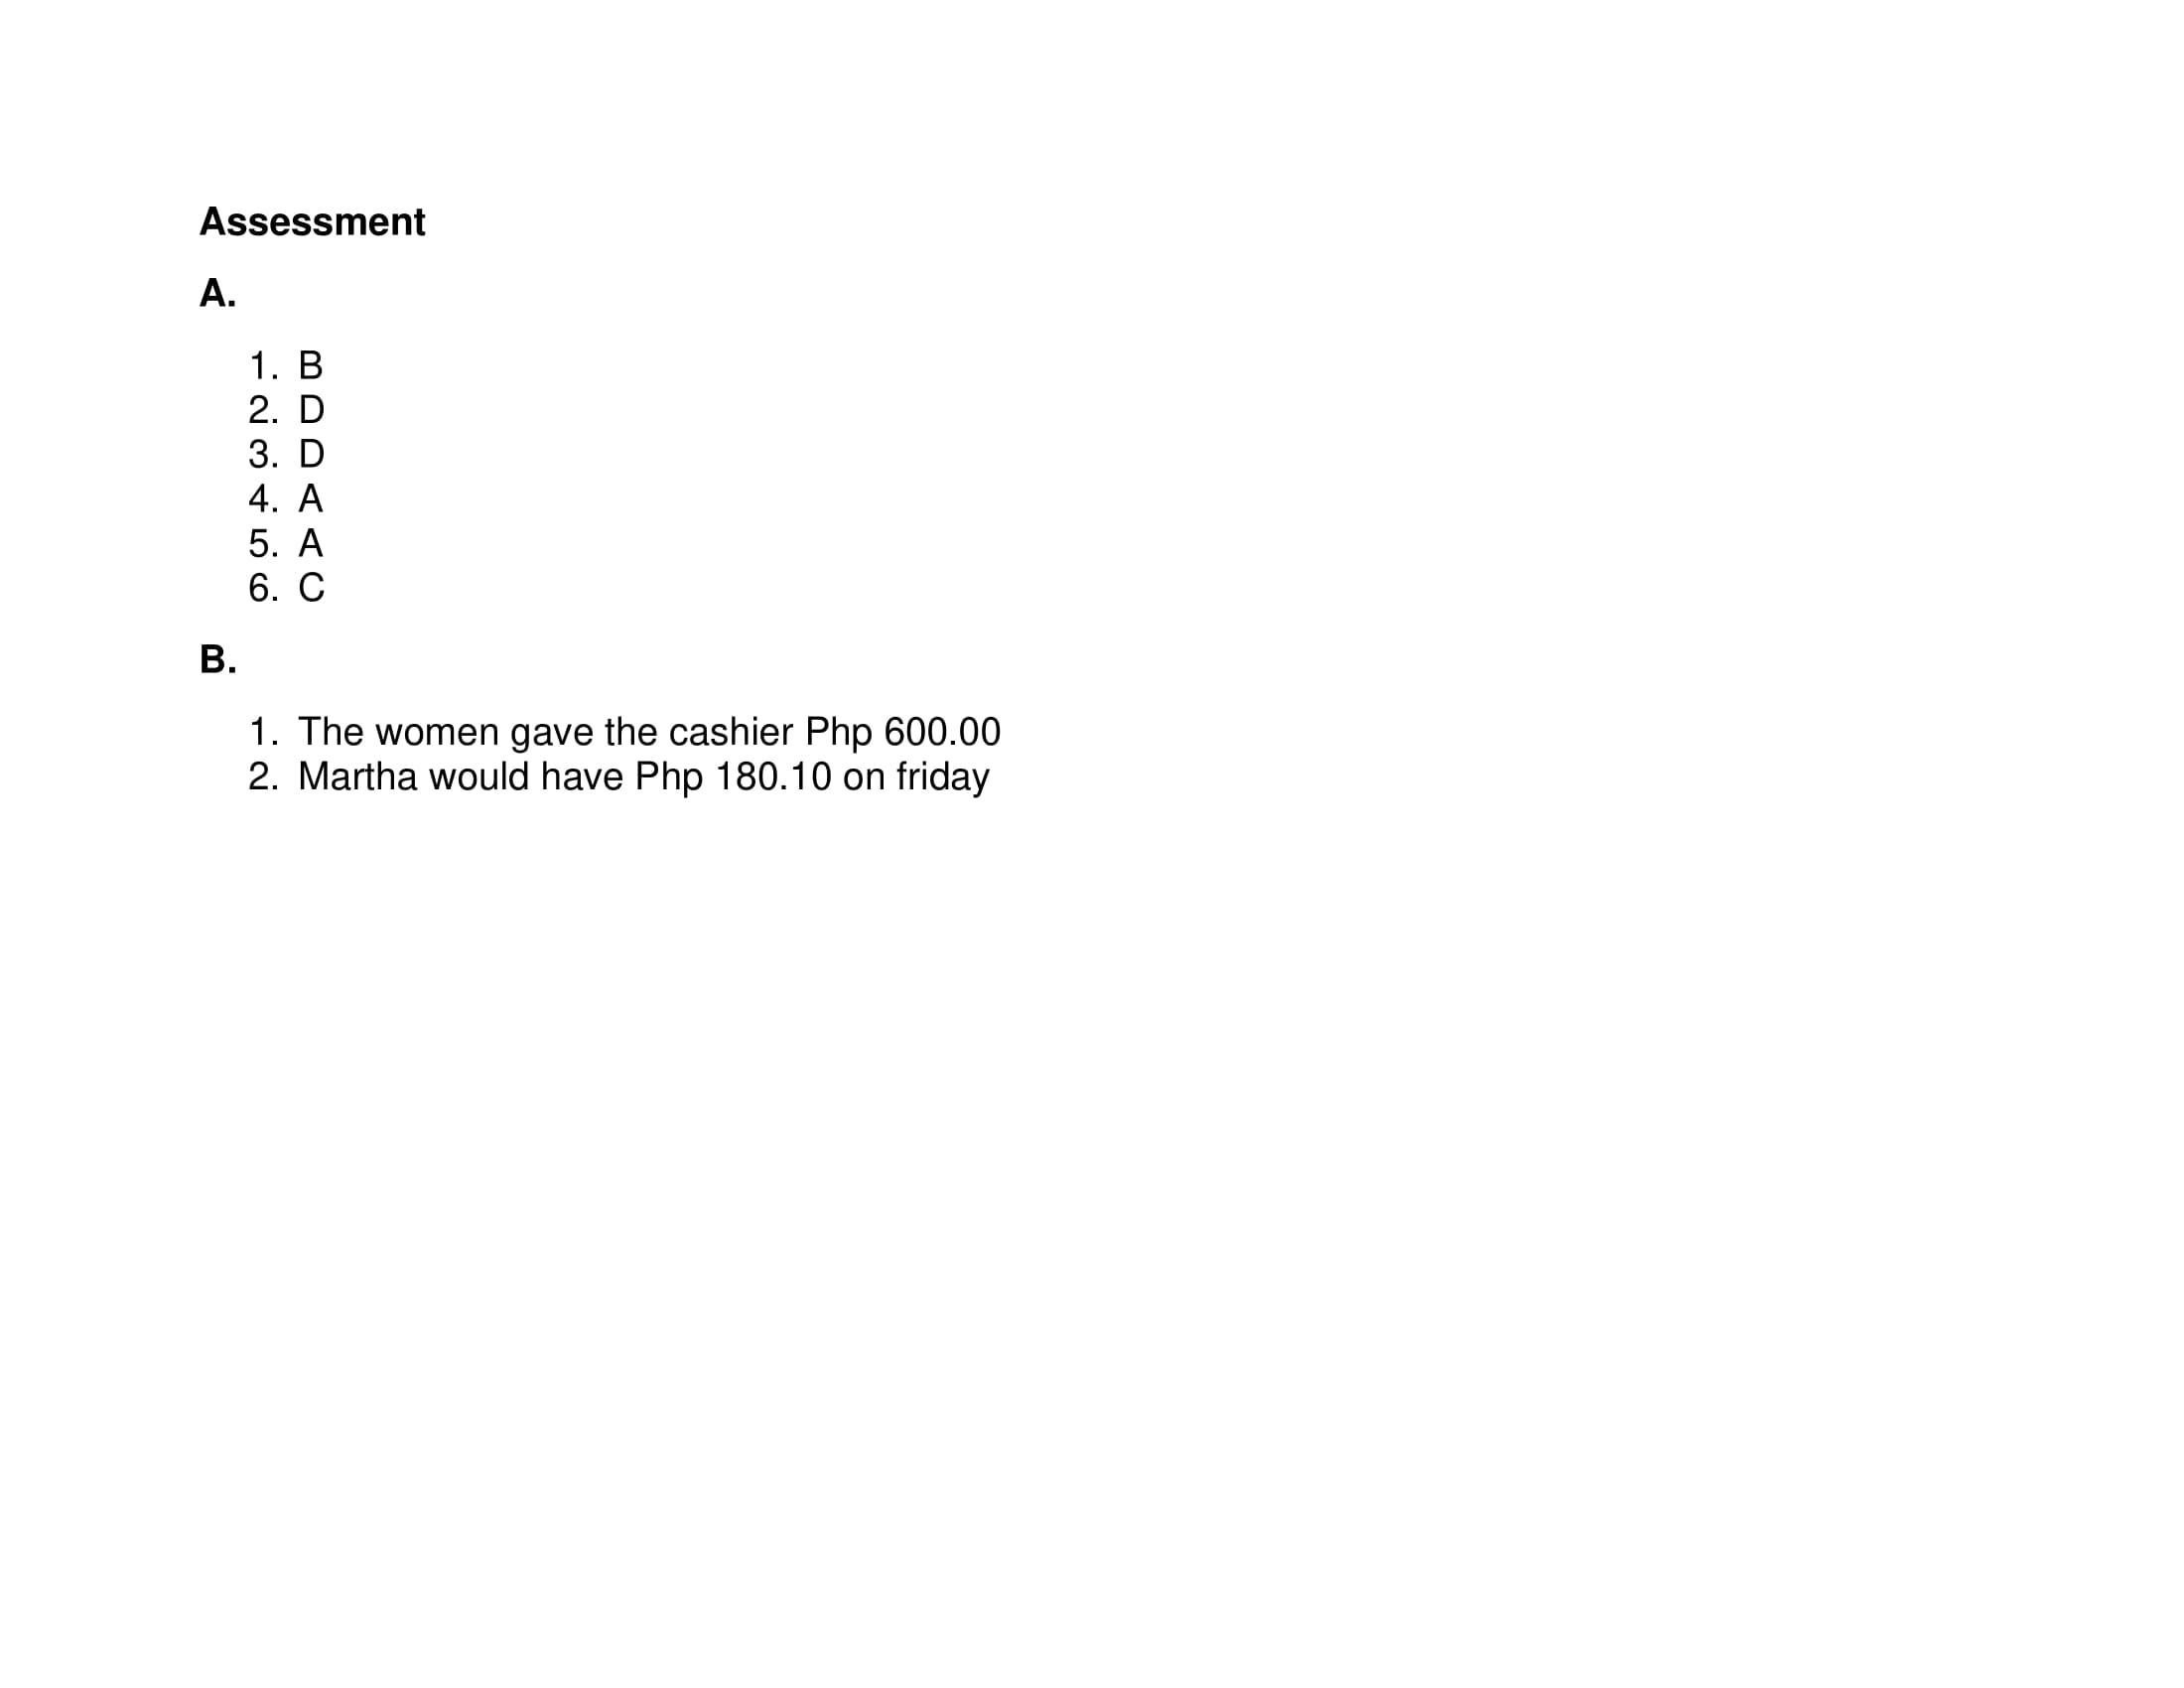 Assessment
A.
1. B
2. D
3. D
4. A
5. A
6. C
B.
1. The women gave the cashier Php 600.00
2. Martha would have Php 180.10 on friday